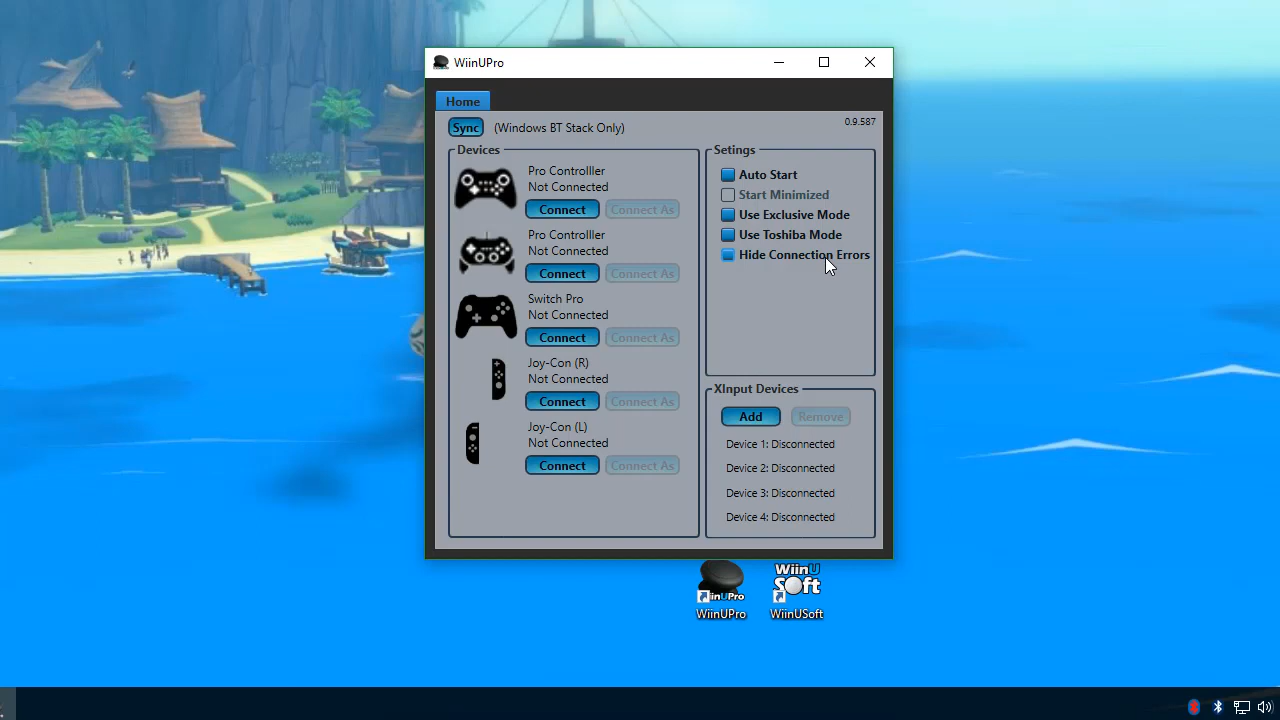 WiinUPro
Home
Sync (Windows BT Stack Only)
0.9.587
Devices
Pro Controlller
Not Connected
Connect Connect As
Pro Controlller
Not Connected
Connect Connect As
Switch Pro
Not Connected
Connect Connect As
Joy-Con (R)
Not Connected
Connect Connect As
Joy-Con (L)
Not Connected
Connect Connect As
Setings
Auto Start
Start Minimized
Use Exclusive Mode
Use Toshiba Mode
Hide Connection Errors
XInput Devices
Add Remove
Device 1: Disconnected
Device 2: Disconnected
Device 3: Disconnected
Device 4: Disconnected
inUPro
WiinUPro
WiinU
Soft
WiinUSoft